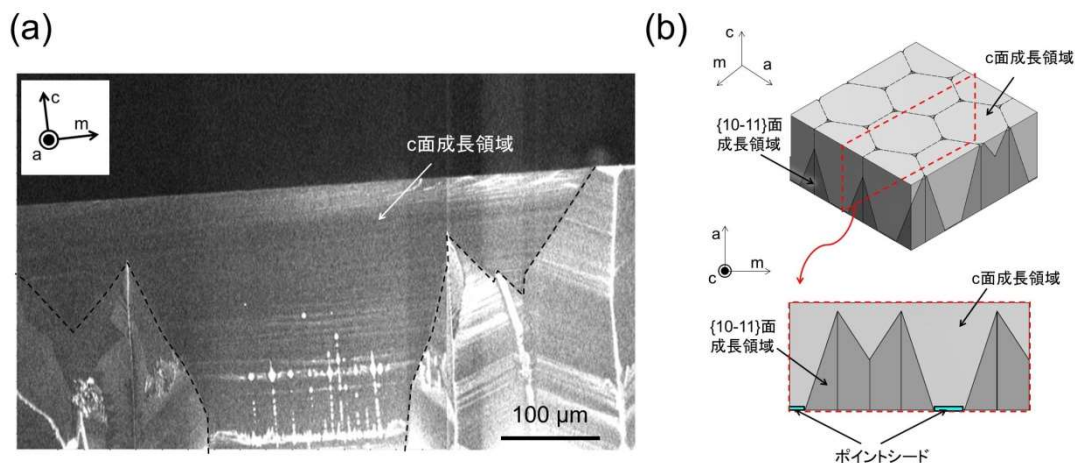 (a)
c
m
a
c面成長領域
100 μm
(b)
c
m
a
c面成長領域
{10-11}面
成長領域
a
c
m
c面成長領域
{10-11}面
成長領域
ポイントシード